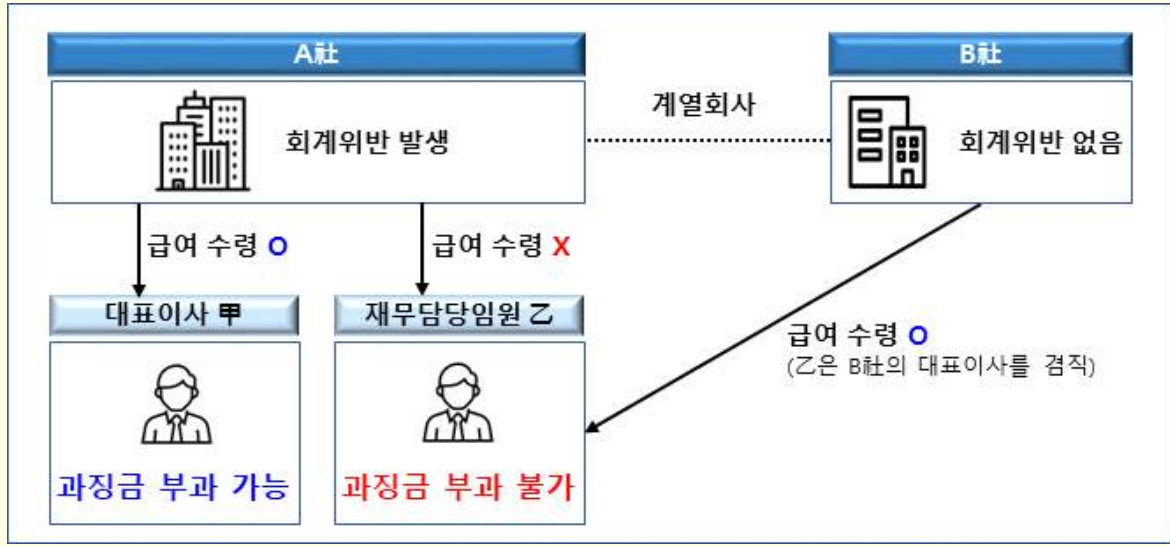 A社
B社
회계위반 발생
계열회사
회계위반 없음
급여 수령 O
급여 수령 X
대표이사 甲
재무담당임원 乙
급여 수령 O
(乙은 B社의 대표이사를 겸직)
과징금 부과 가능
과징금 부과 불가